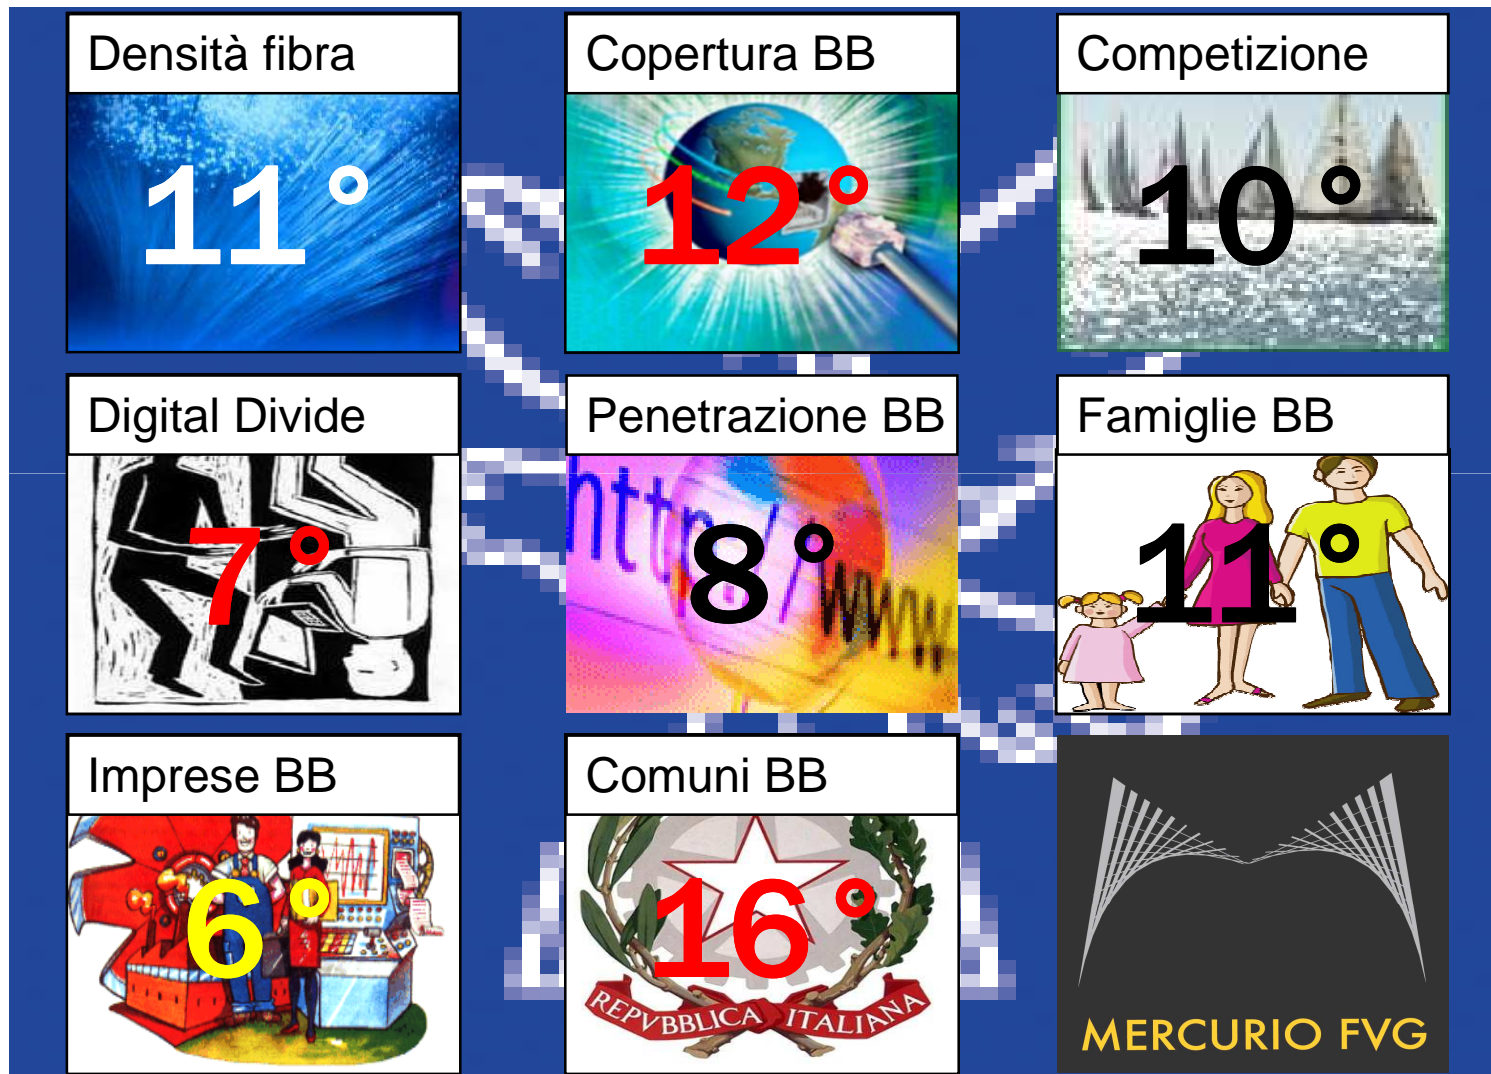 Densità fibra
11°
Copertura BB
12°
Competizione
10°
Digital Divide
7°
Penetrazione BB
http://www
8°
Famiglie BB
11°
Imprese BB
6°
Comuni BB
16°
REPVBBLICA ITALIANA
MERCURIO FVG